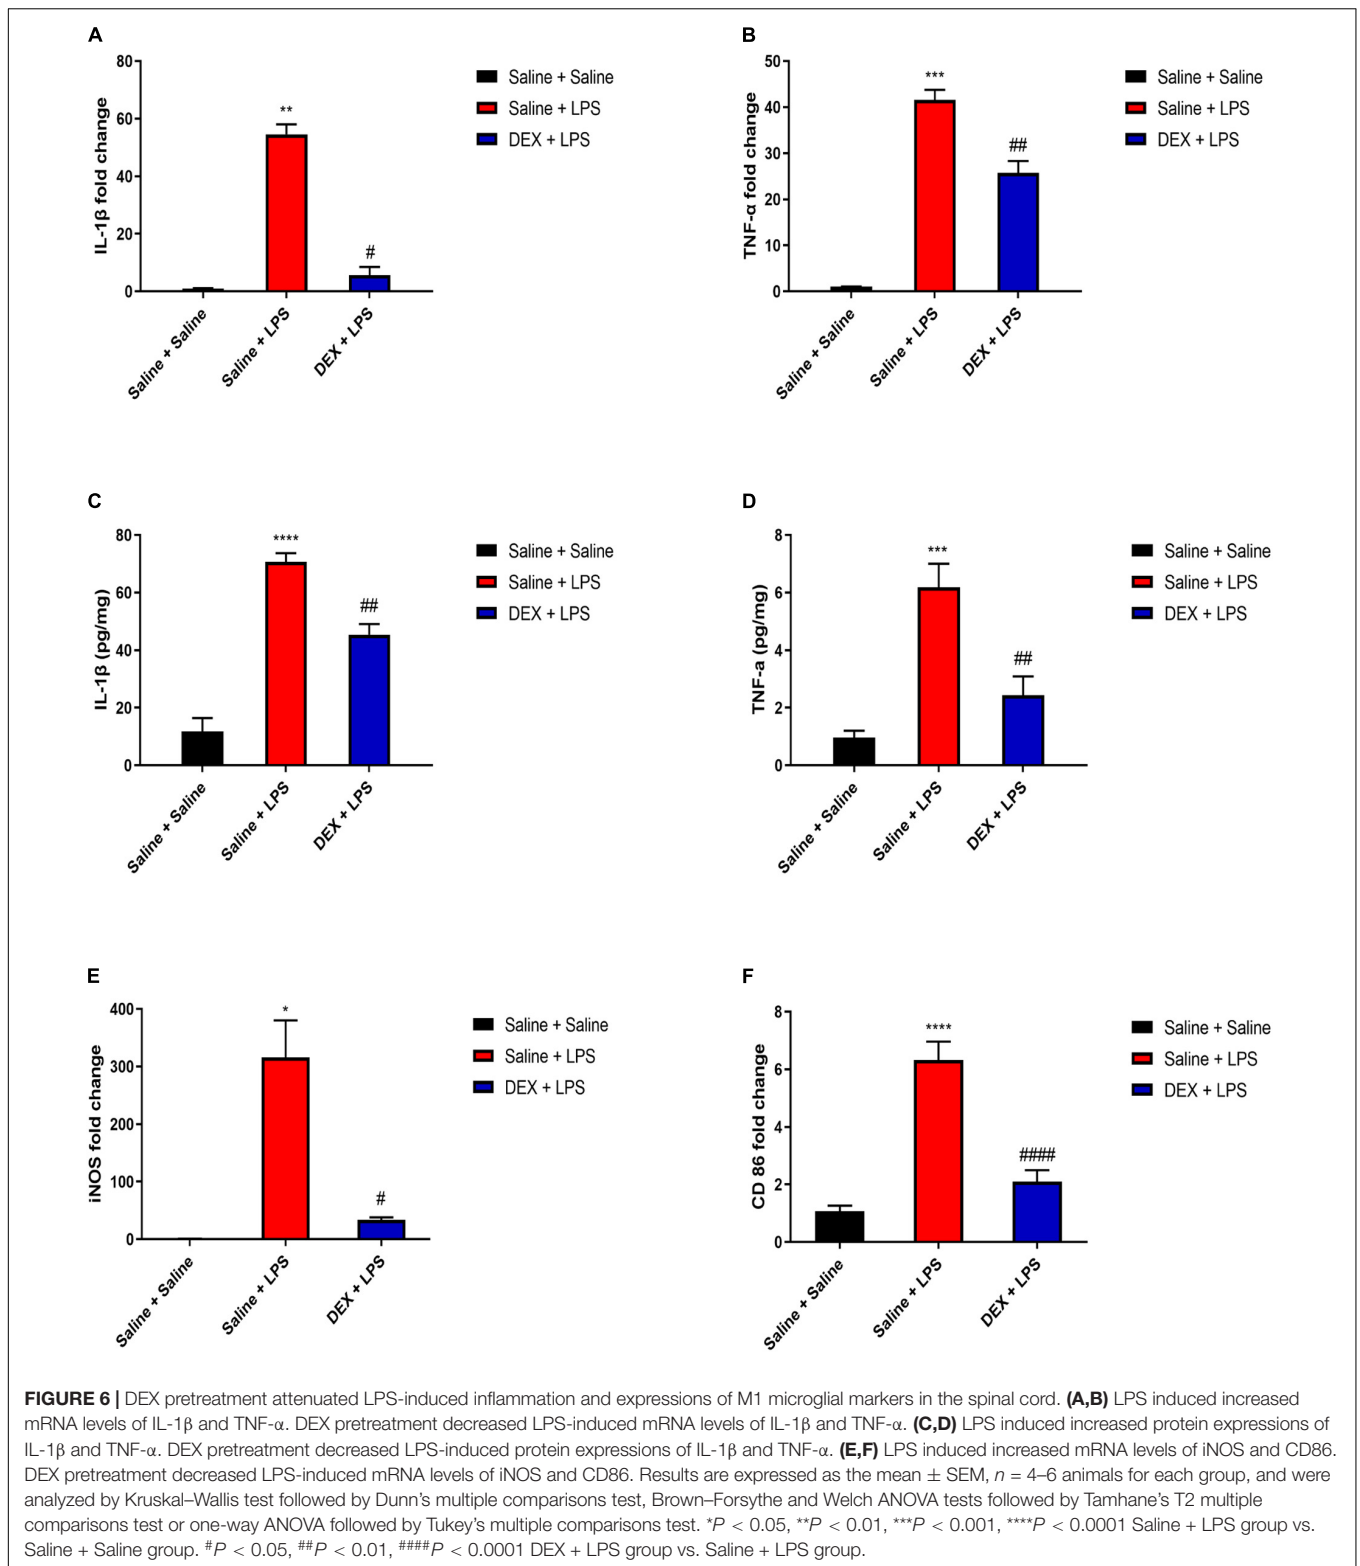 A
80
60
40
20
0
IL-1β fold change
**
#
Saline + Saline
Saline + LPS
DEX + LPS
Saline + Saline
Saline + LPS
DEX + LPS
B
50
40
30
20
10
0
TNF-α fold change
***
##
Saline + Saline
Saline + LPS
DEX + LPS
Saline + Saline
Saline + LPS
DEX + LPS
C
80
60
40
20
0
IL-1β (pg/mg)
****
##
Saline + Saline
Saline + LPS
DEX + LPS
Saline + Saline
Saline + LPS
DEX + LPS
D
8
6
4
2
0
TNF-a (pg/mg)
***
##
Saline + Saline
Saline + LPS
DEX + LPS
Saline + Saline
Saline + LPS
DEX + LPS
E
400
300
200
100
0
iNOS fold change
*
#
Saline + Saline
Saline + LPS
DEX + LPS
Saline + Saline
Saline + LPS
DEX + LPS
F
8
6
4
2
0
CD 86 fold change
****
####
Saline + Saline
Saline + LPS
DEX + LPS
Saline + Saline
Saline + LPS
DEX + LPS
FIGURE 6 | DEX pretreatment attenuated LPS-induced inflammation and expressions of M1 microglial markers in the spinal cord. (A,B) LPS induced increased
mRNA levels of IL-1β and TNF-α. DEX pretreatment decreased LPS-induced mRNA levels of IL-1β and TNF-α. (C,D) LPS induced increased protein expressions of
IL-1β and TNF-α. DEX pretreatment decreased LPS-induced protein expressions of IL-1β and TNF-α. (E,F) LPS induced increased mRNA levels of iNOS and CD86.
DEX pretreatment decreased LPS-induced mRNA levels of iNOS and CD86. Results are expressed as the mean ± SEM, n = 4–6 animals for each group, and were
analyzed by Kruskal–Wallis test followed by Dunn's multiple comparisons test, Brown–Forsythe and Welch ANOVA tests followed by Tamhane's T2 multiple
comparisons test or one-way ANOVA followed by Tukey's multiple comparisons test. *P < 0.05, **P < 0.01, ***P < 0.001, ****P < 0.0001 Saline + LPS group vs.
Saline + Saline group. #P < 0.05, ##P < 0.01, ####P < 0.0001 DEX + LPS group vs. Saline + LPS group.